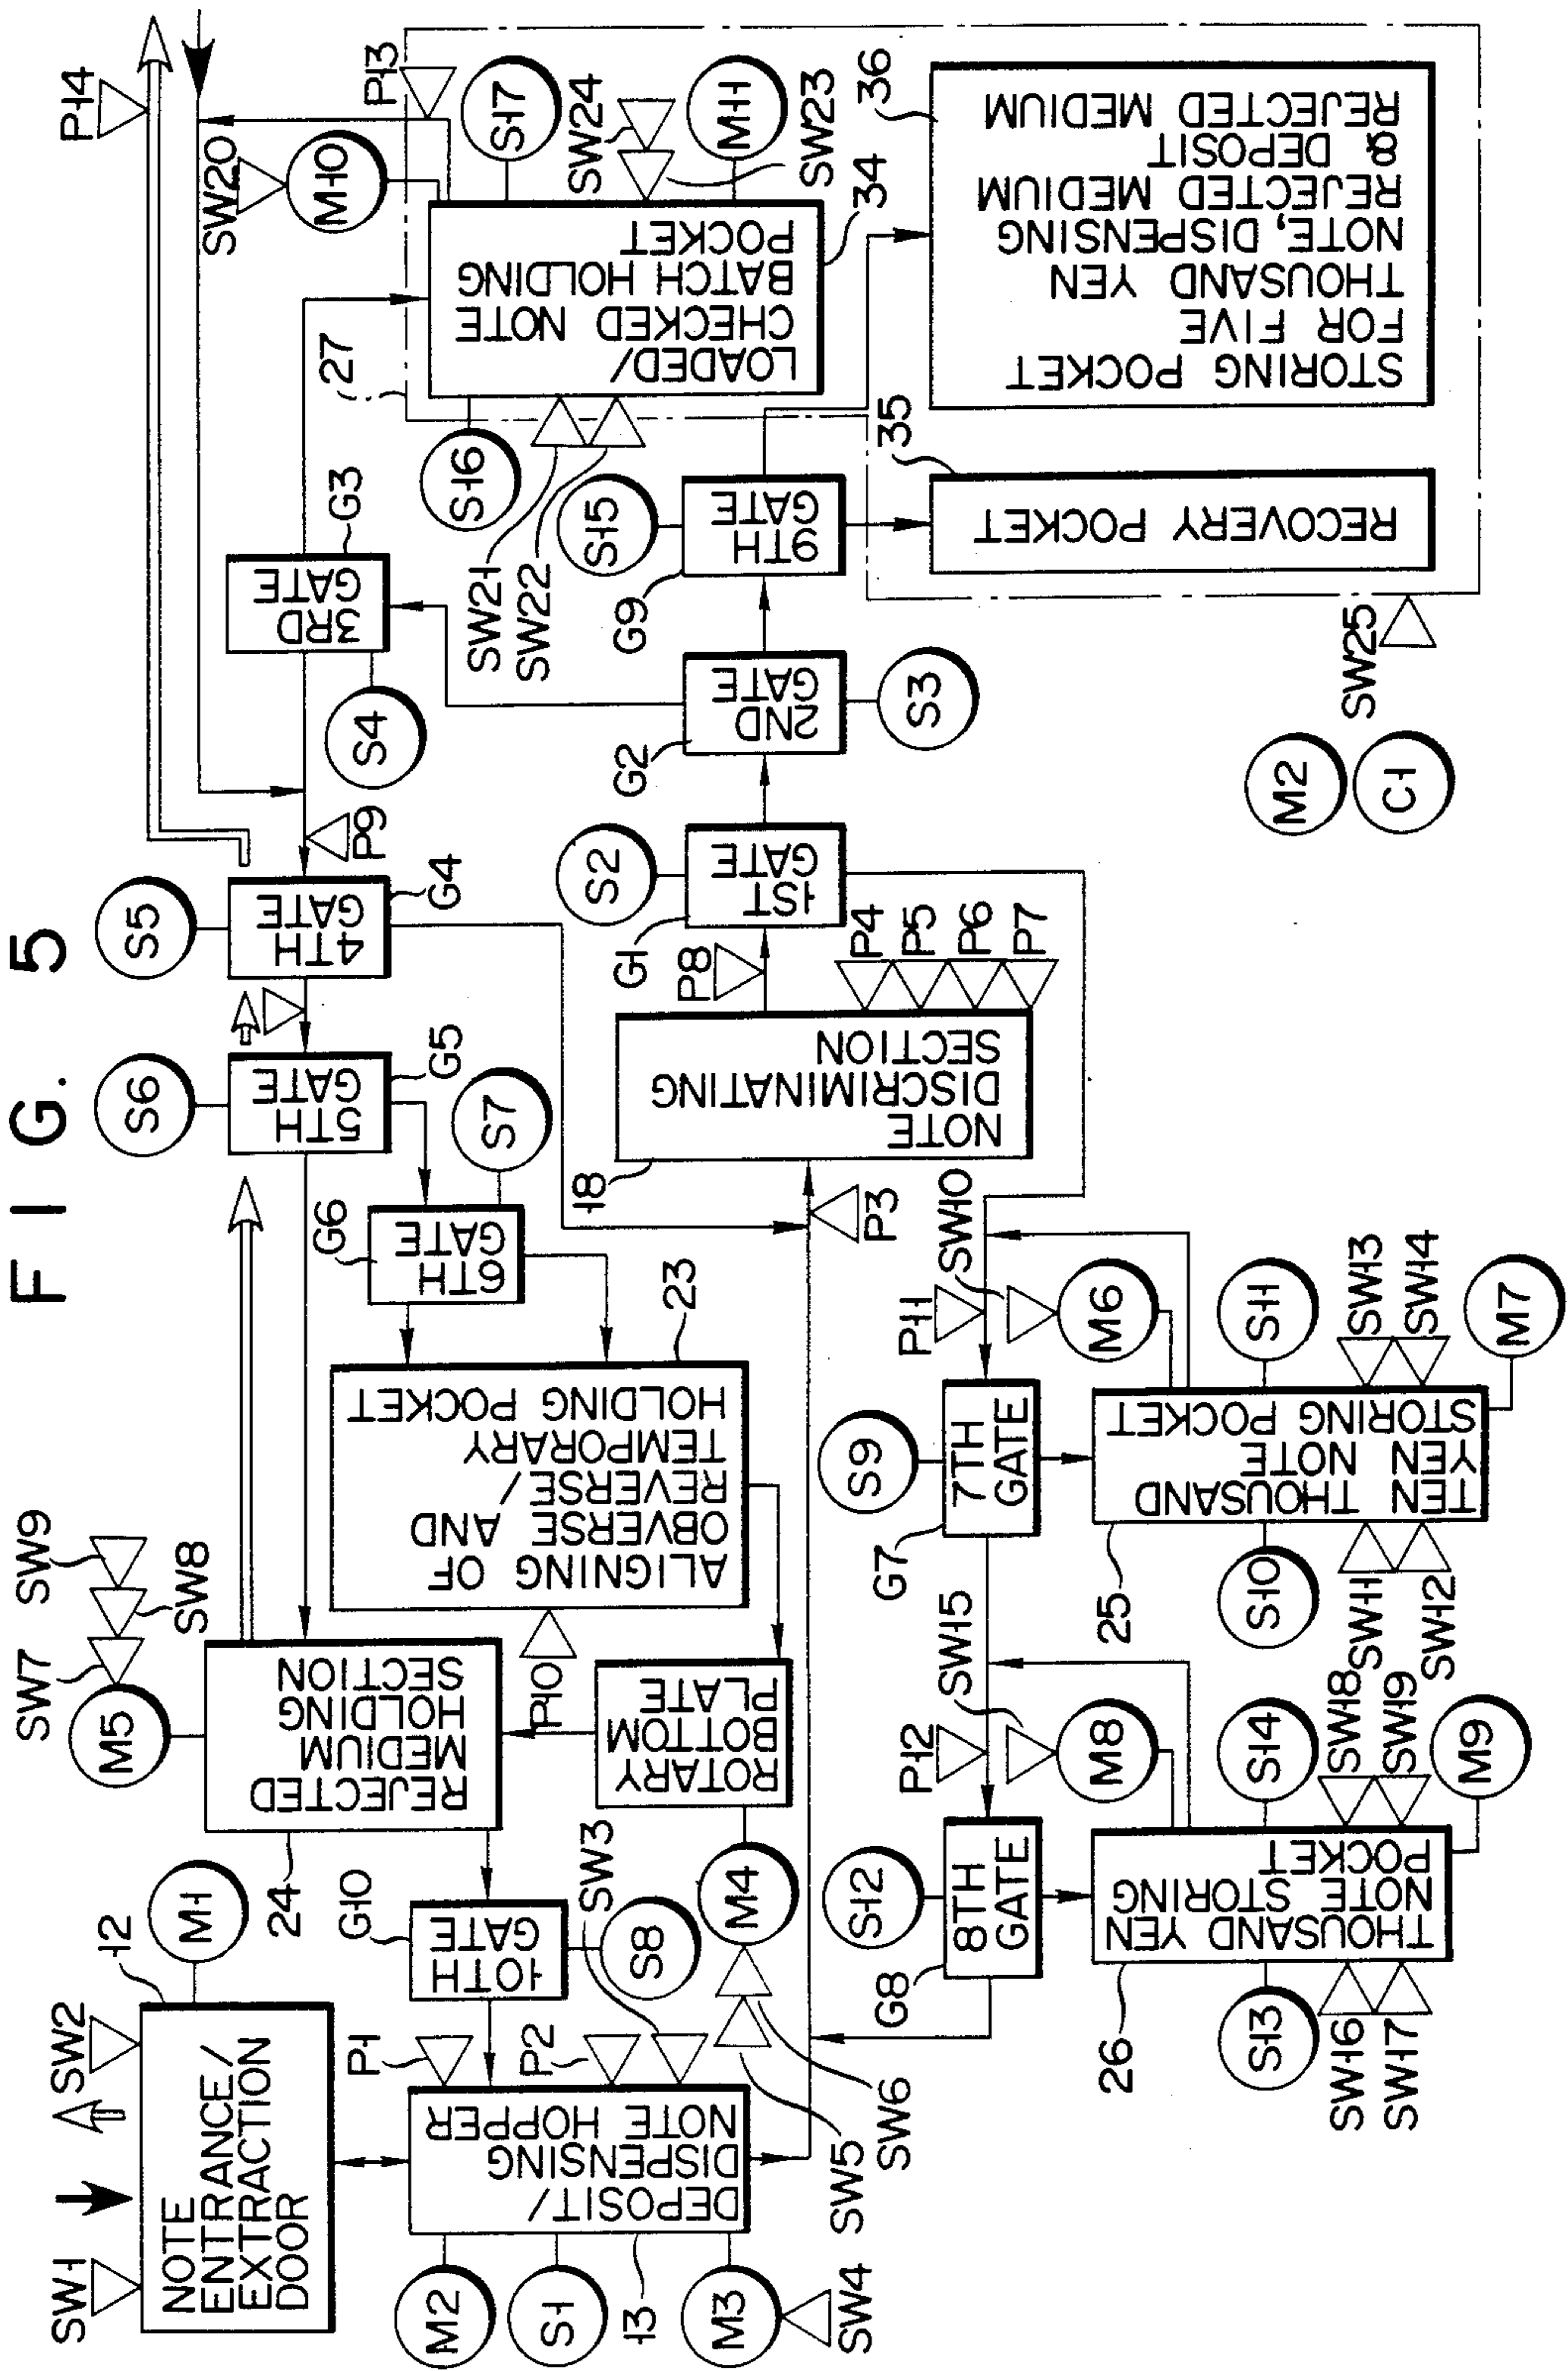 FIG. 5
SW1
SW2
12
NOTE
ENTRANCE/
EXTRACTION
DOOR
M1
SW7
SW9
SW8
M5
24
REJECTED
MEDIUM
HOLDING
SECTION
S6
5TH
GATE
G5
S5
4TH
GATE
G4
P9
P14
SW20
M10
P13
S4
3RD
GATE
G3
27
S16
SW21
SW22
LOADED/
CHECKED NOTE
BATCH HOLDING
POCKET
S17
SW24
SW23
M11
34
M2
S1
13
M3
SW4
DEPOSIT/
DISPENSING
NOTE HOPPER
P1
P2
SW3
SW5
SW6
G10
10TH
GATE
S8
M4
ROTARY
BOTTOM
PLATE
P10
ALIGNING OF
OBVERSE AND
REVERSE/
TEMPORARY
HOLDING POCKET
23
G6
6TH
GATE
S7
18
P3
NOTE
DISCRIMINATING
SECTION
P8
P4
P5
P6
P7
G1
S2
1ST
GATE
G2
2ND
GATE
S3
G9
S15
9TH
GATE
35
RECOVERY POCKET
36
STORING POCKET
FOR FIVE
THOUSAND YEN
NOTE, DISPENSING
REJECTED MEDIUM
& DEPOSIT
REJECTED MEDIUM
SW25
M2
C1
S12
8TH
GATE
G8
P12
SW15
M8
26
S13
SW16
SW17
THOUSAND YEN
NOTE STORING
POCKET
S14
SW18
SW19
M9
S9
7TH
GATE
G7
P11
SW10
M6
25
S10
SW11
SW12
TEN THOUSAND
YEN NOTE
STORING POCKET
S11
SW13
SW14
M7